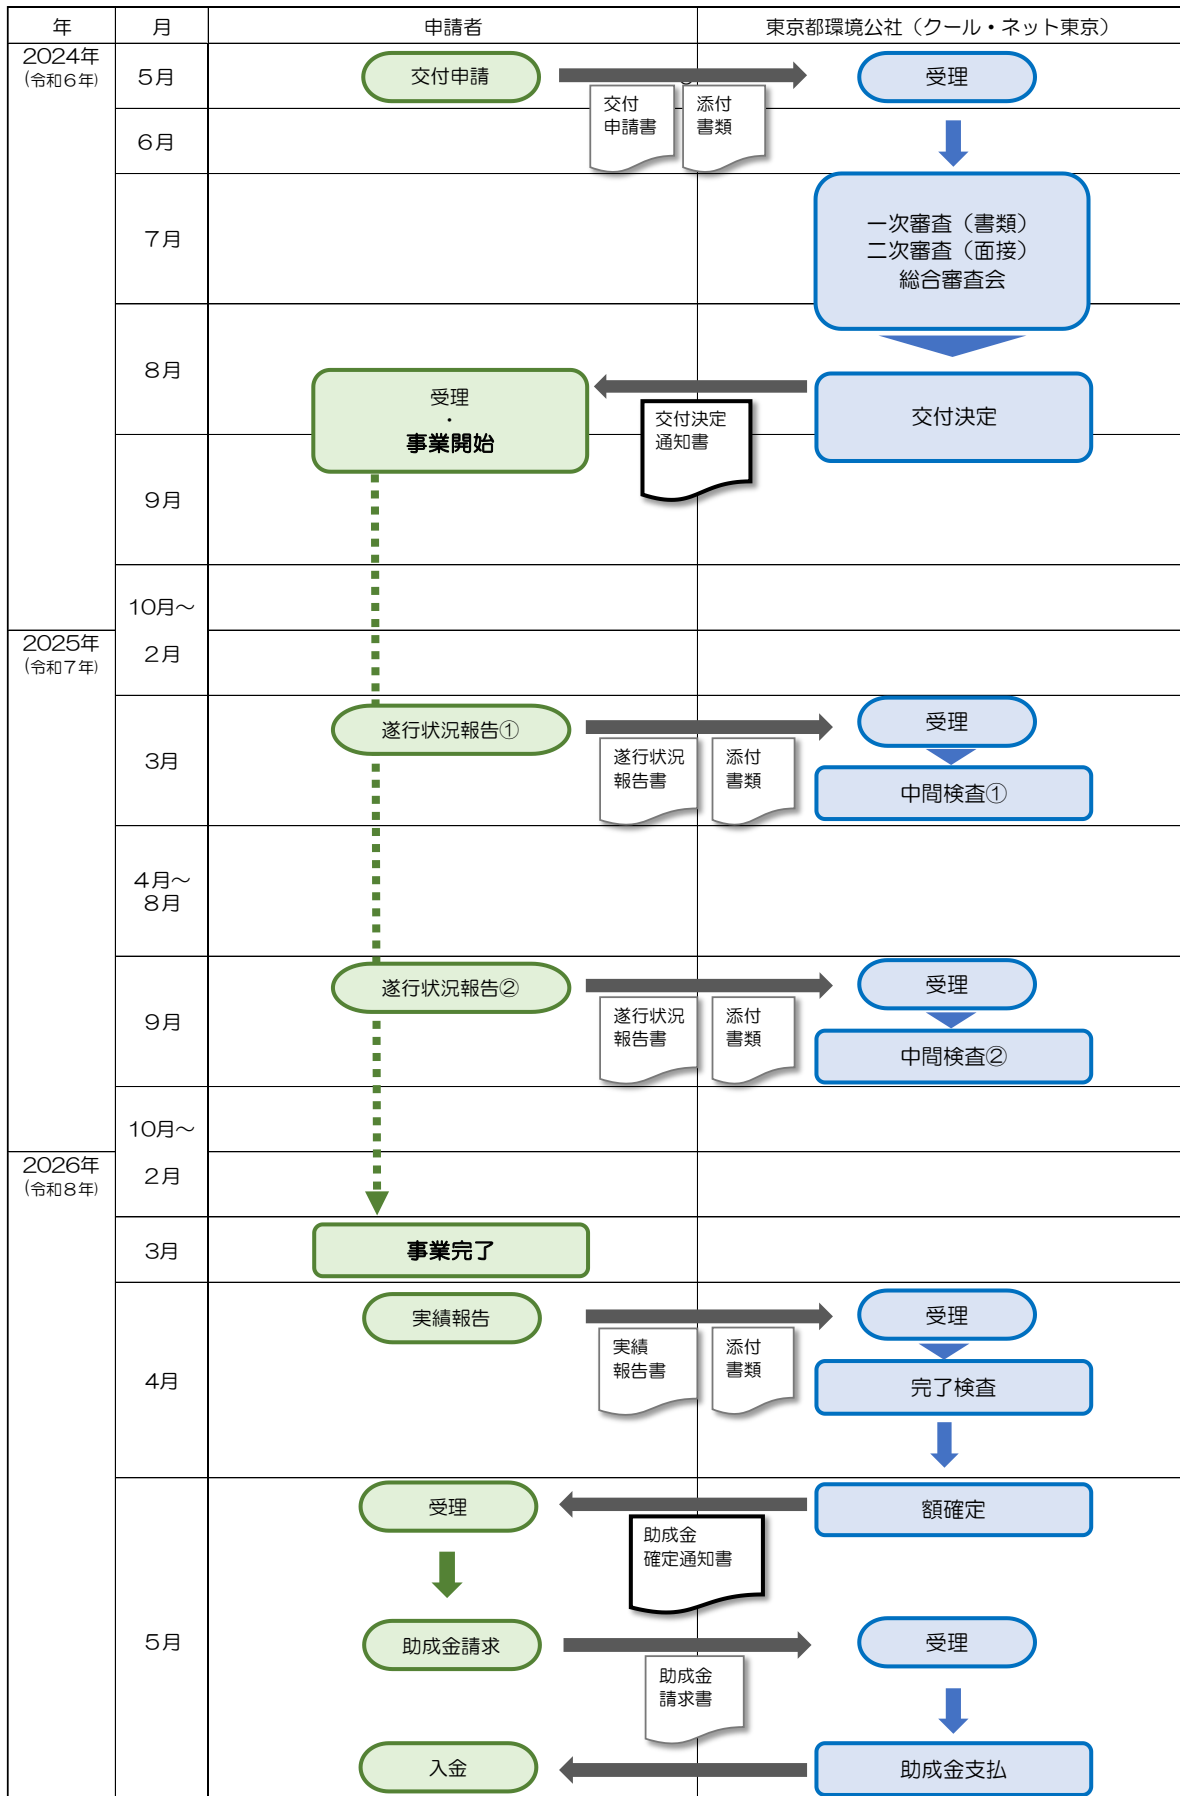 年
月
申請者
東京都環境公社（クール・ネット東京）
2024年
(令和６年)
５月
交付申請
受理
交付
申請書
添付
書類
６月
７月
一次審査（書類）
二次審査（面接）
総合審査会
８月
受理
・
事業開始
交付決定
通知書
交付決定
９月
10月～
2025年
(令和７年)
２月
３月
遂行状況報告①
遂行状況
報告書
添付
書類
受理
中間検査①
４月～
８月
９月
遂行状況報告②
遂行状況
報告書
添付
書類
受理
中間検査②
10月～
2026年
(令和８年)
２月
３月
事業完了
４月
実績報告
実績
報告書
添付
書類
受理
完了検査
５月
受理
助成金
確定通知書
額確定
助成金請求
助成金
請求書
受理
入金
助成金支払